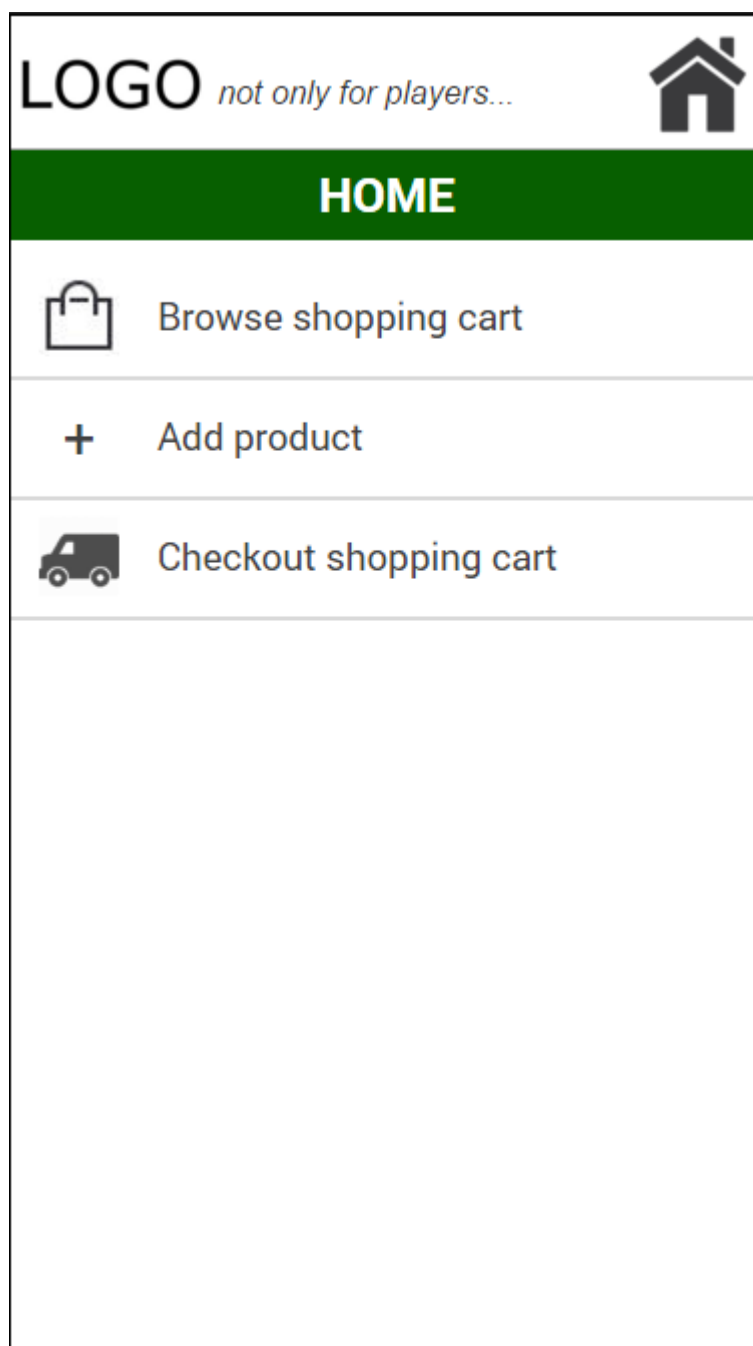 LOGO not only for players...
HOME
Browse shopping cart
+ Add product
Checkout shopping cart